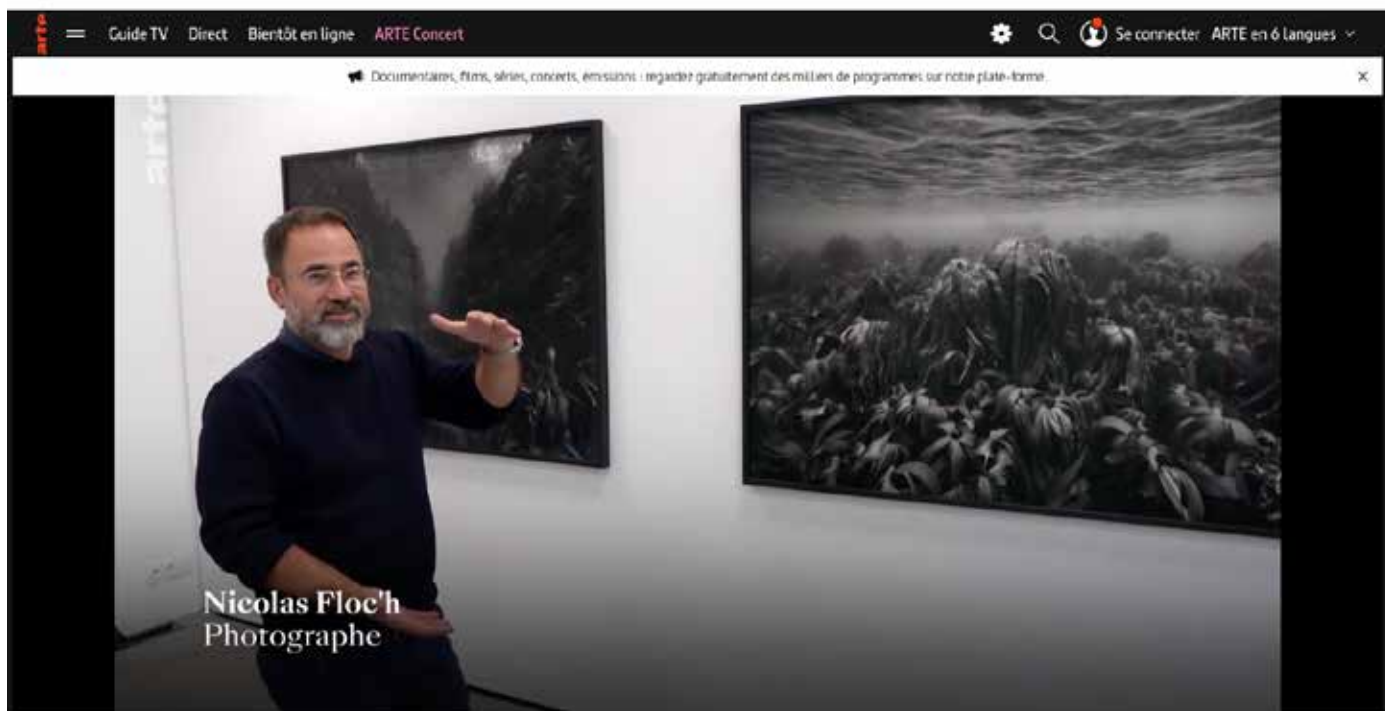 arte
Guide TV Direct Bientôt en ligne ARTE Concert
Se connecter ARTE en 6 langues
Documentaires, films, séries, concerts, émissions : regardez gratuitement des milliers de programmes sur notre plate-forme.
arte
Nicolas Floc'h
Photographe